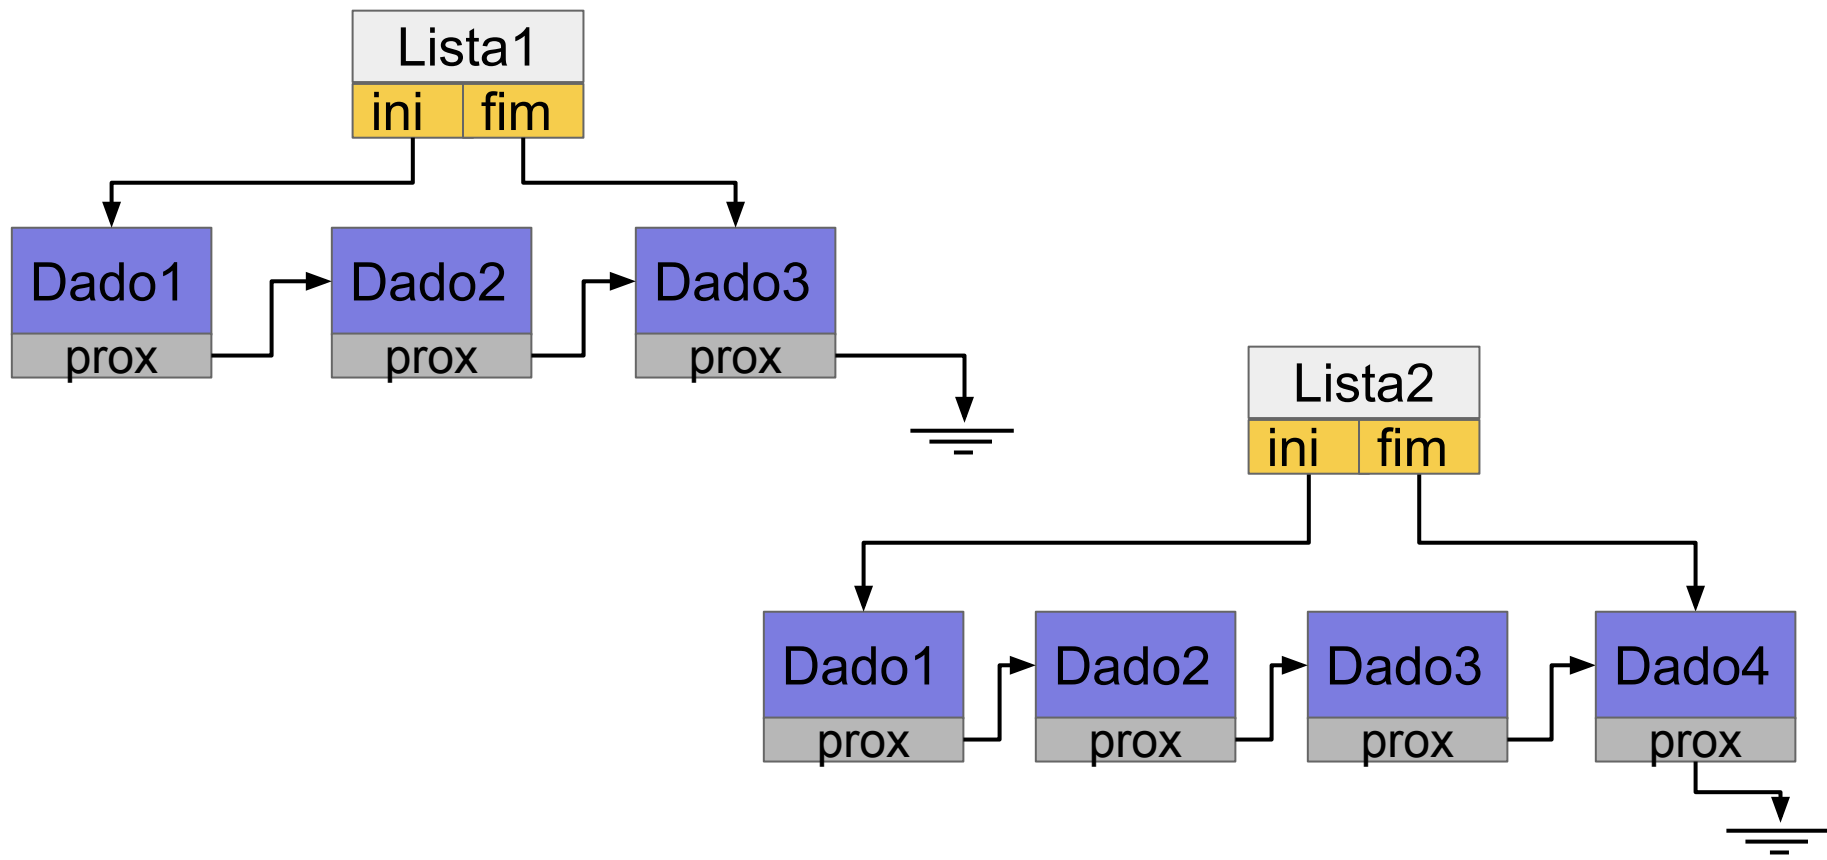 Lista1
ini fim
Dado1 Dado2 Dado3
prox prox prox
Lista2
ini fim
Dado1 Dado2 Dado3 Dado4
prox prox prox prox